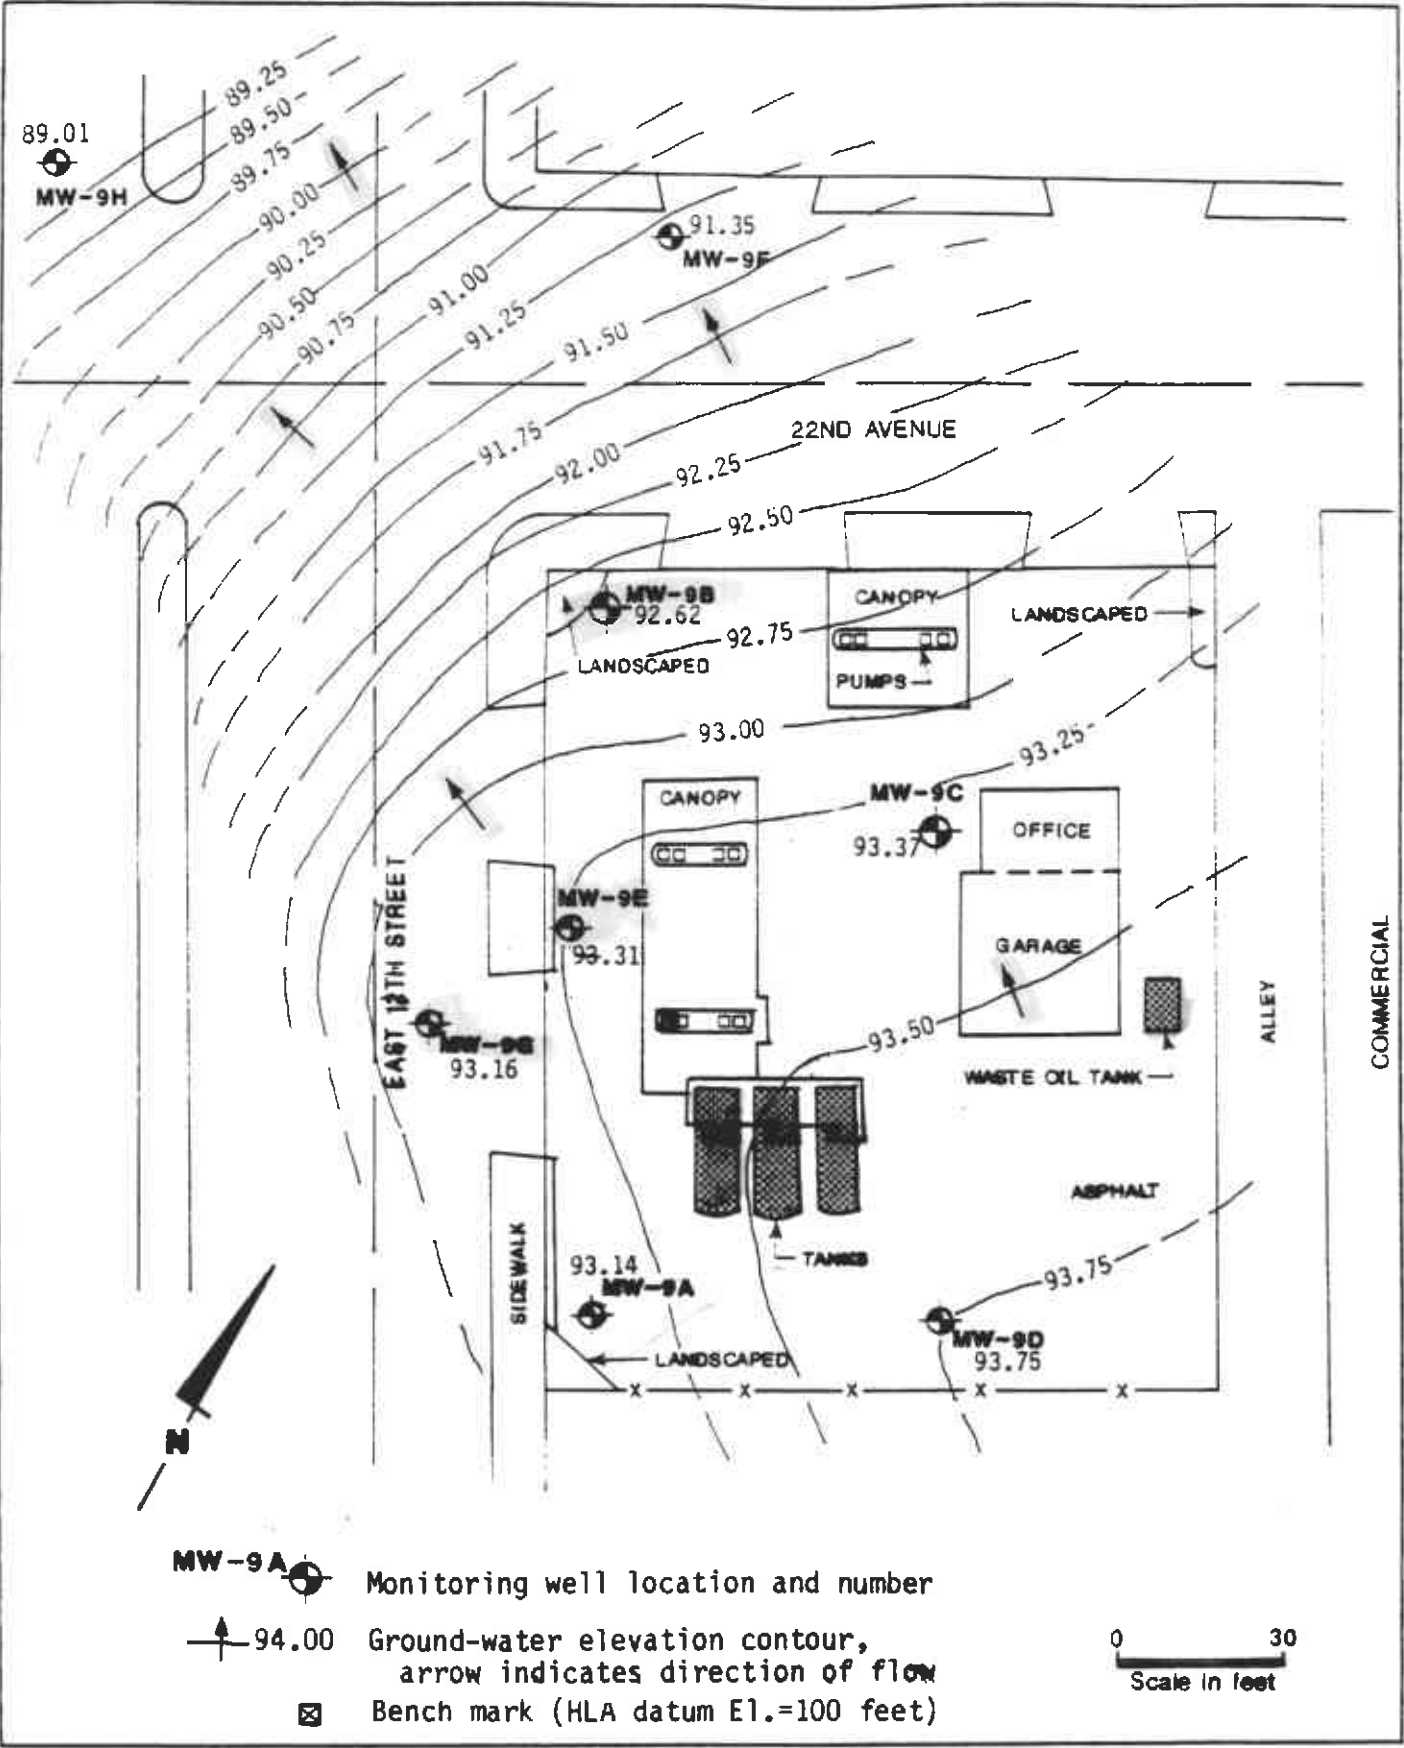 89.25
89.01
89.50
MW-9H
89.75
90.00
91.35
MW-9F
90.25
91.00
90.50
91.25
90.75
91.50
91.75
22ND AVENUE
92.00
92.25
92.50
MW-9B
92.62
CANOPY
LANDSCAPED
92.75
LANDSCAPED
PUMPS
93.00
93.25
MW-9C
CANOPY
OFFICE
93.37
EAST 12TH STREET
MW-9E
93.31
GARAGE
COMMERCIAL
ALLEY
93.50
MW-9G
93.16
WASTE OIL TANK
ASPHALT
TANKS
SIDEWALK
93.14
MW-9A
93.75
MW-9D
93.75
LANDSCAPED
x x x x x
N
MW-9A Monitoring well location and number
94.00 Ground-water elevation contour,
arrow indicates direction of flow
Bench mark (HLA datum El.=100 feet)
0 30
Scale in feet